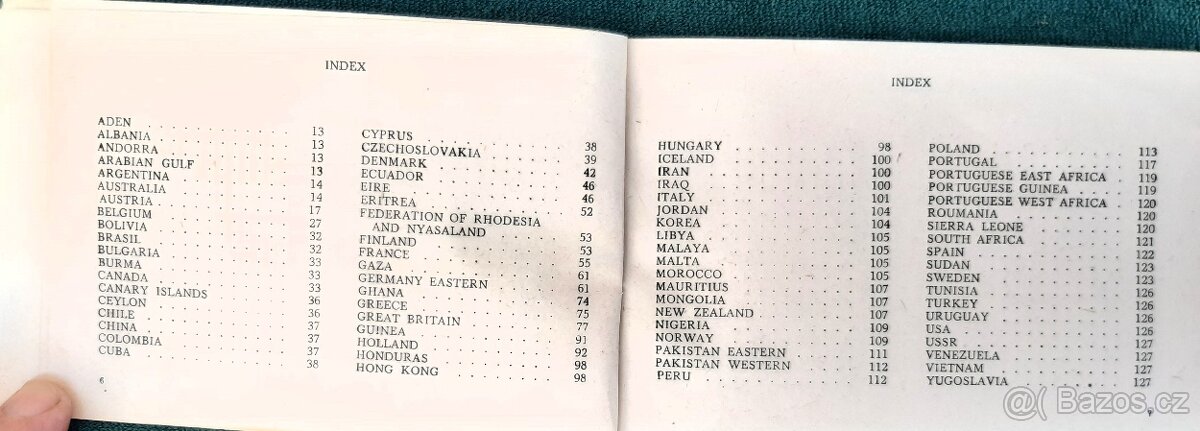 INDEX
ADEN . . . . . . . . . . 13
ALBANIA . . . . . . . . . . 13
ANDORRA . . . . . . . . . . 13
ARABIAN GULF . . . . . . . . . . 13
ARGENTINA . . . . . . . . . . 14
AUSTRALIA . . . . . . . . . . 14
AUSTRIA . . . . . . . . . . 17
BELGIUM . . . . . . . . . . 27
BOLIVIA . . . . . . . . . . 32
BRASIL . . . . . . . . . . 32
BULGARIA . . . . . . . . . . 33
BURMA . . . . . . . . . . 33
CANADA . . . . . . . . . . 33
CANARY ISLANDS . . . . . . . . . . 36
CEYLON . . . . . . . . . . 36
CHILE . . . . . . . . . . 37
CHINA . . . . . . . . . . 37
COLOMBIA . . . . . . . . . . 37
CUBA . . . . . . . . . . 38
CYPRUS . . . . . . . . . . 38
CZECHOSLOVAKIA . . . . . . . . . . 39
DENMARK . . . . . . . . . . 42
ECUADOR . . . . . . . . . . 46
EIRE . . . . . . . . . . 46
ERITREA . . . . . . . . . . 52
FEDERATION OF RHODESIA
AND NYASALAND . . . . . . . . . . 53
FINLAND . . . . . . . . . . 53
FRANCE . . . . . . . . . . 55
GAZA . . . . . . . . . . 61
GERMANY EASTERN . . . . . . . . . . 61
GHANA . . . . . . . . . . 74
GREECE . . . . . . . . . . 75
GREAT BRITAIN . . . . . . . . . . 77
GUINEA . . . . . . . . . . 91
HOLLAND . . . . . . . . . . 92
HONDURAS . . . . . . . . . . 98
HONG KONG . . . . . . . . . . 98
6
INDEX
HUNGARY . . . . . . . . . . 98
ICELAND . . . . . . . . . . 100
IRAN . . . . . . . . . . 100
IRAQ . . . . . . . . . . 100
ITALY . . . . . . . . . . 101
JORDAN . . . . . . . . . . 104
KOREA . . . . . . . . . . 104
LIBYA . . . . . . . . . . 105
MALAYA . . . . . . . . . . 105
MALTA . . . . . . . . . . 105
MOROCCO . . . . . . . . . . 105
MAURITIUS . . . . . . . . . . 107
MONGOLIA . . . . . . . . . . 107
NEW ZEALAND . . . . . . . . . . 107
NIGERIA . . . . . . . . . . 109
NORWAY . . . . . . . . . . 109
PAKISTAN EASTERN . . . . . . . . . . 111
PAKISTAN WESTERN . . . . . . . . . . 112
PERU . . . . . . . . . . 112
POLAND . . . . . . . . . . 113
PORTUGAL . . . . . . . . . . 117
PORTUGUESE EAST AFRICA . . . 119
PORTUGUESE GUINEA . . . . . . 119
PORTUGUESE WEST AFRICA . . . 120
ROUMANIA . . . . . . . . . . 120
SIERRA LEONE . . . . . . . . . . 120
SOUTH AFRICA . . . . . . . . . . 121
SPAIN . . . . . . . . . . 122
SUDAN . . . . . . . . . . 123
SWEDEN . . . . . . . . . . 123
TUNISIA . . . . . . . . . . 126
TURKEY . . . . . . . . . . 126
URUGUAY . . . . . . . . . . 126
USA . . . . . . . . . . 126
USSR . . . . . . . . . . 127
VENEZUELA . . . . . . . . . . 127
VIETNAM . . . . . . . . . . 127
YUGOSLAVIA . . . . . . . . . . 127
Bazos.cz